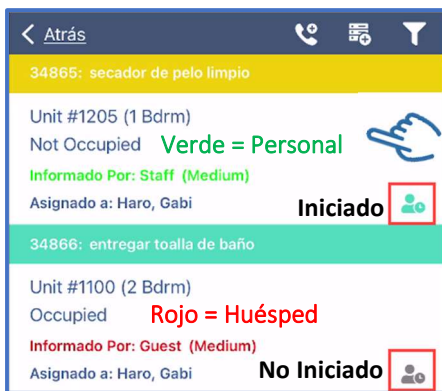 Atrás
34865: secador de pelo limpio
Unit #1205 (1 Bdrm)
Not Occupied Verde = Personal
Informado Por: Staff (Medium)
Asignado a: Haro, Gabi Iniciado
34866: entregar toalla de baño
Unit #1100 (2 Bdrm)
Occupied Rojo = Huésped
Informado Por: Guest (Medium)
Asignado a: Haro, Gabi No Iniciado